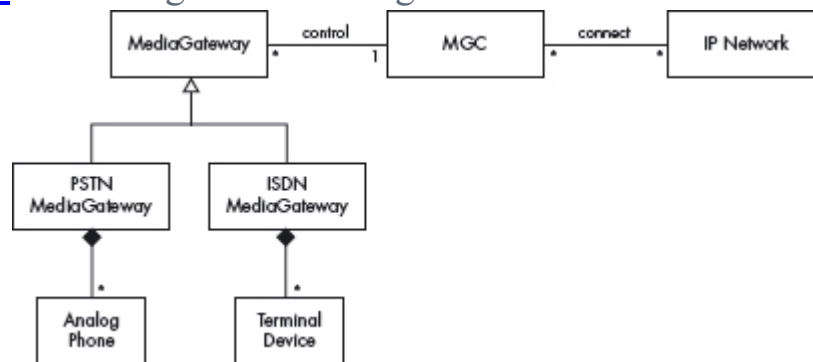 MediaGateway
control
*
1
MGC
connect
*
*
IP Network
PSTN
MediaGateway
ISDN
MediaGateway
*
*
Analog
Phone
Terminal
Device